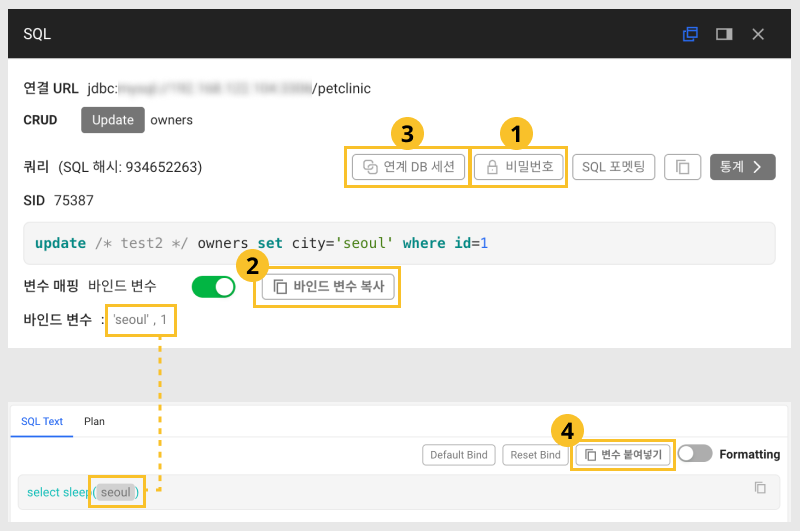 SQL
연결 URL jdbc: /petclinic
CRUD Update owners
3 1
쿼리 (SQL 해시: 934652263) 연계 DB 세션 비밀번호 SQL 포멧팅 통계
SID 75387
update /* test2 */ owners set city='seoul' where id=1
2
변수 매핑 바인드 변수 바인드 변수 복사
바인드 변수 : 'seoul' , 1
SQL Text Plan
4
Default Bind Reset Bind 변수 붙여넣기 Formatting
select sleep(seoul)